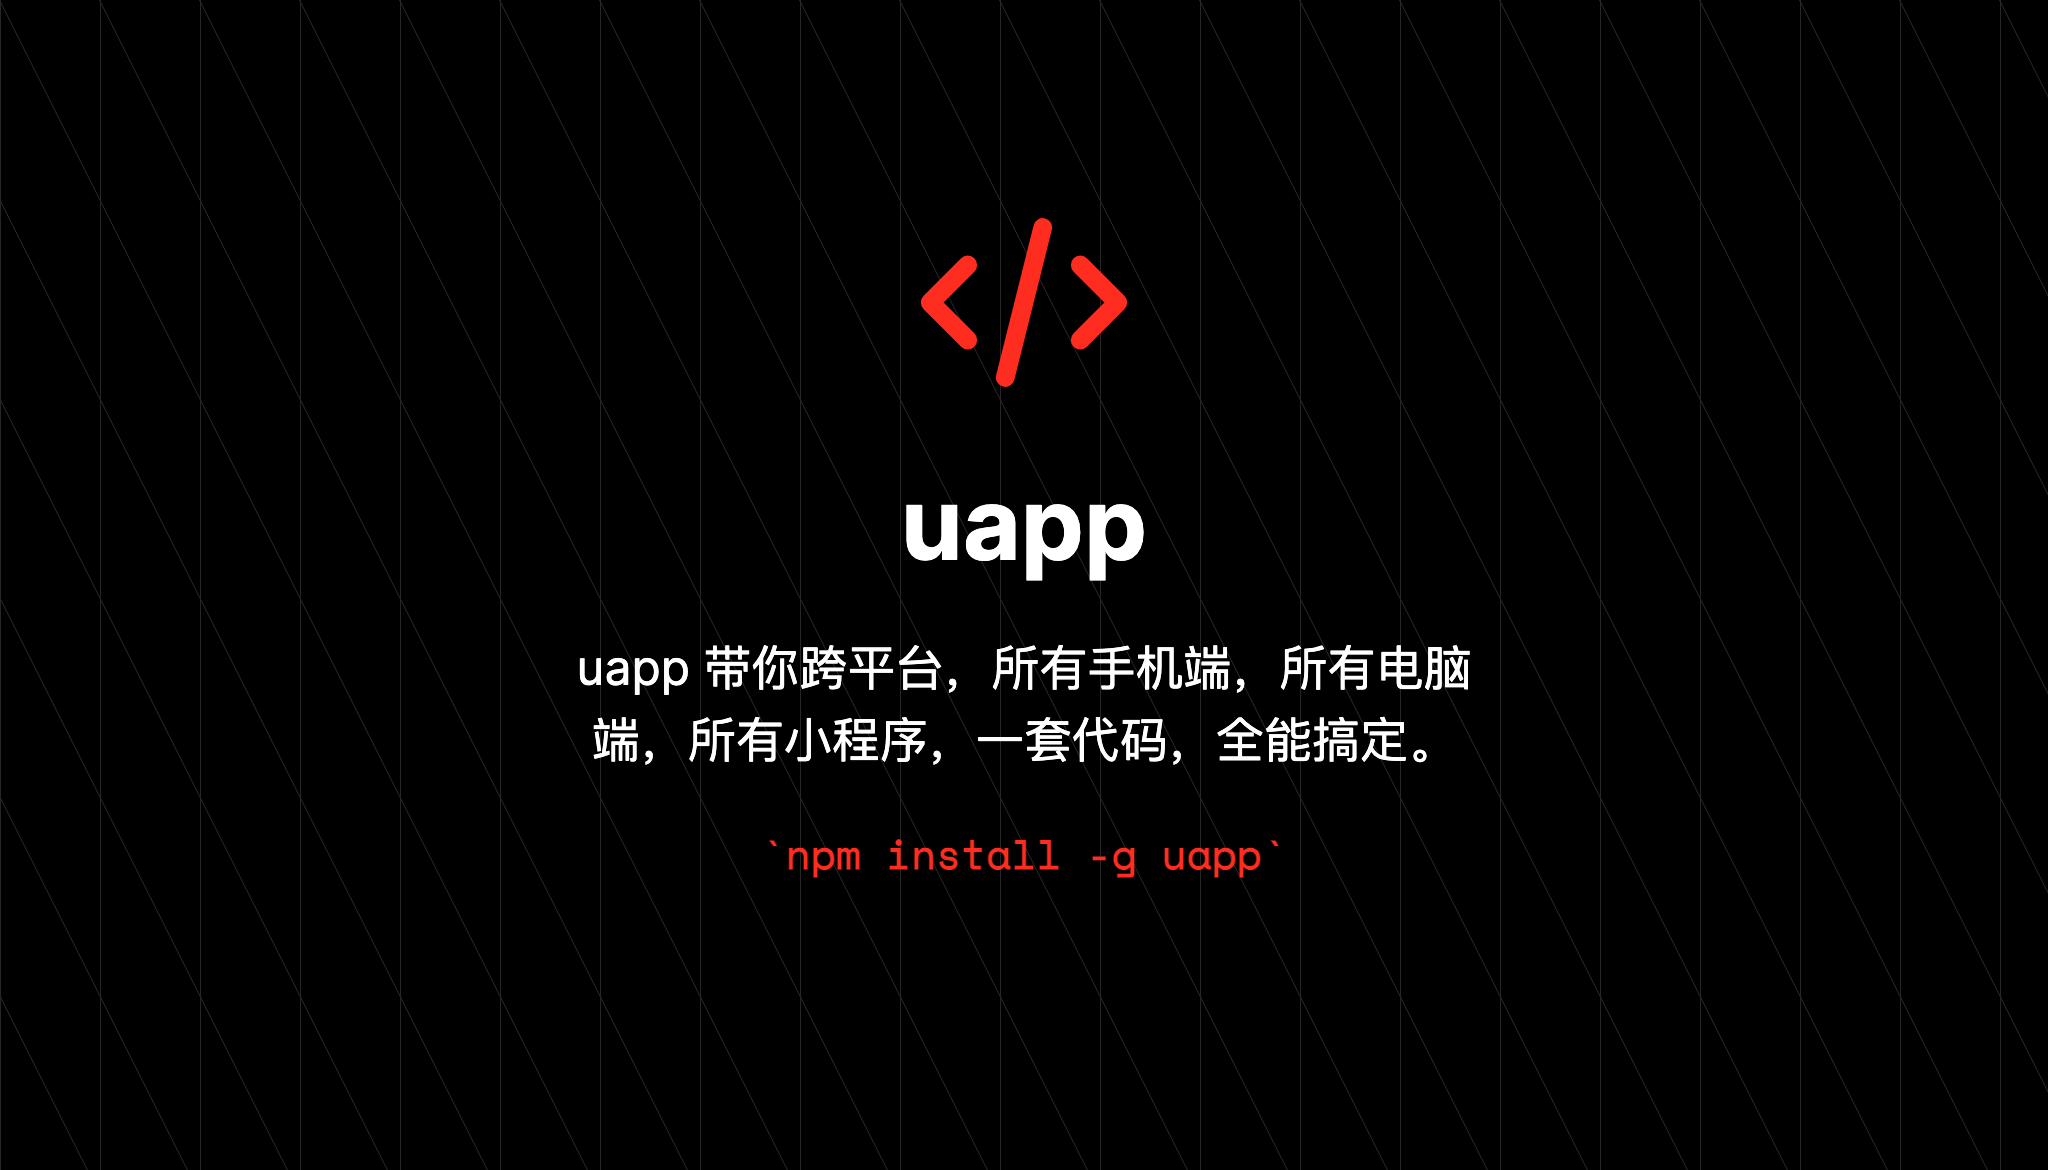 </>
uapp
uapp 带你跨平台，所有手机端，所有电脑
端，所有小程序，一套代码，全能搞定。
`npm install -g uapp`